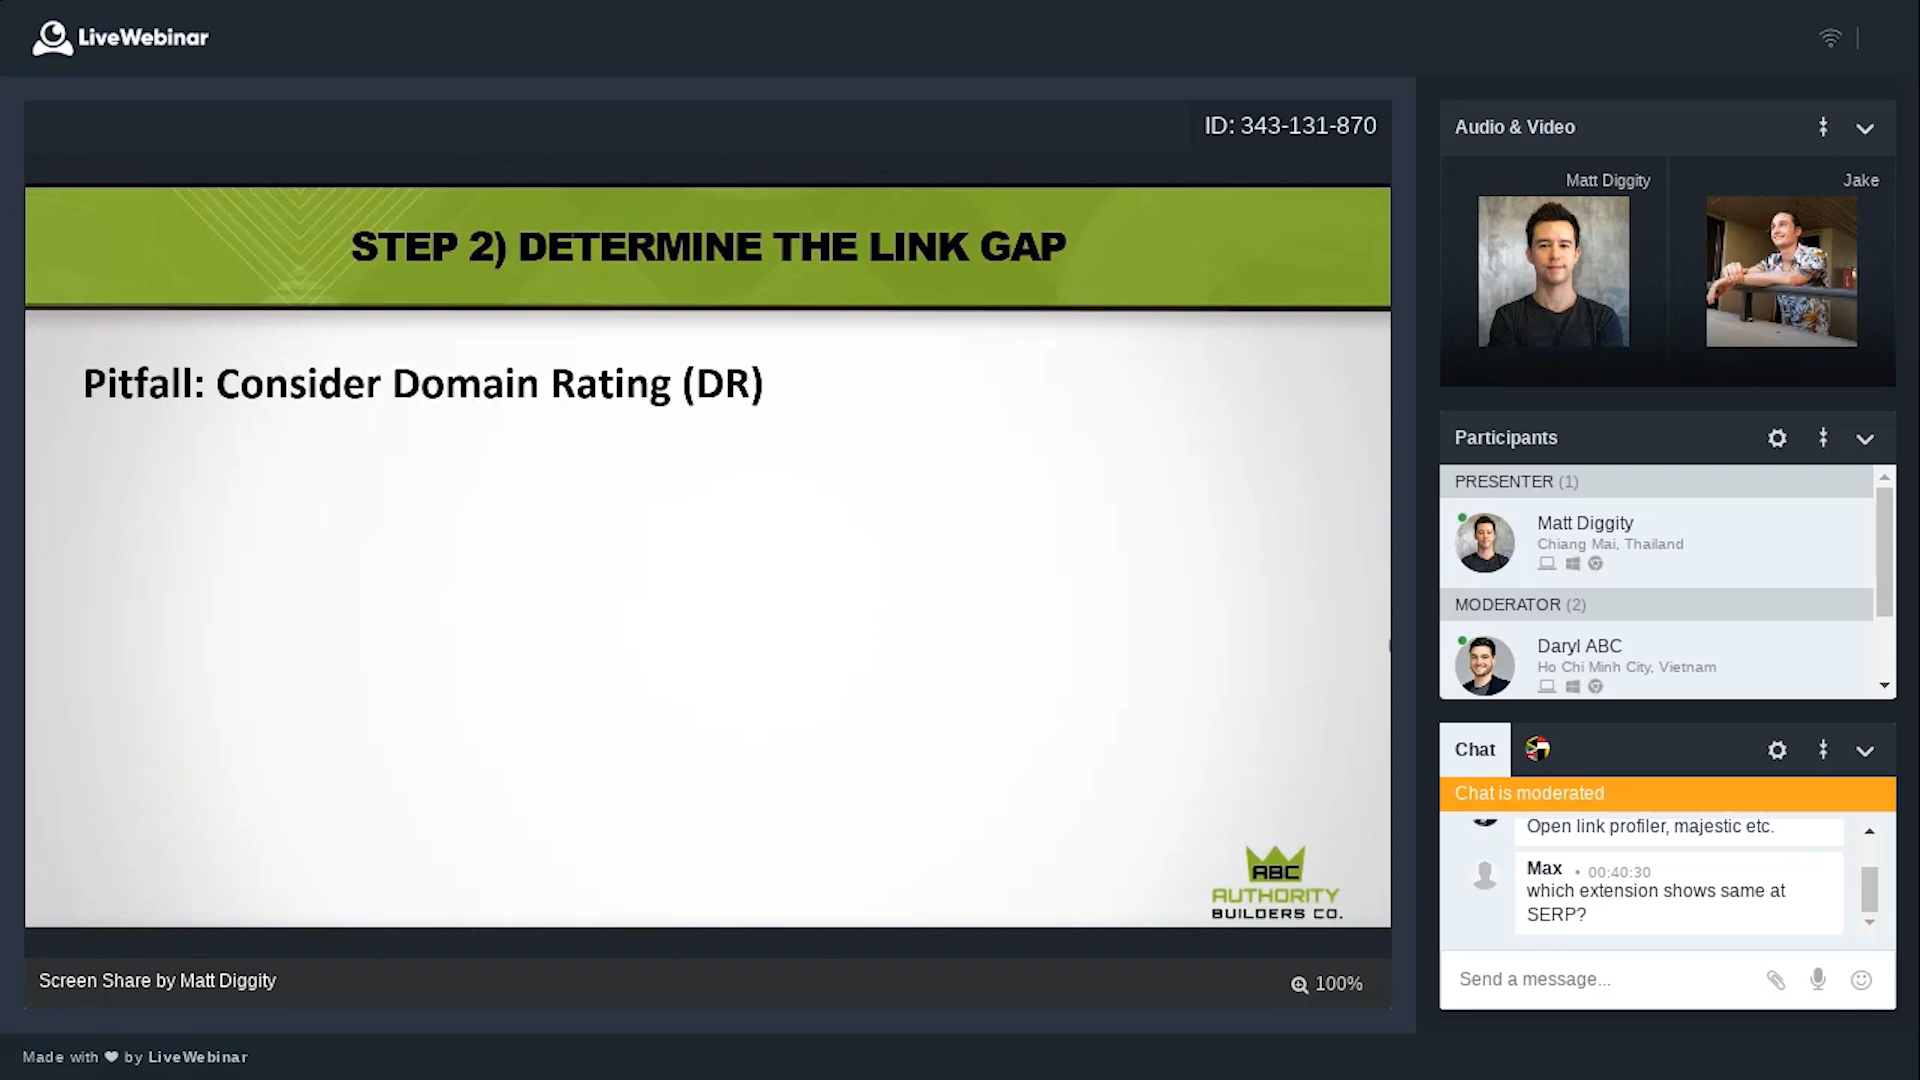 LiveWebinar
ID: 343-131-870
STEP 2) DETERMINE THE LINK GAP
Pitfall: Consider Domain Rating (DR)
ABC
AUTHORITY
BUILDERS CO.
Screen Share by Matt Diggity
100%
Audio & Video
Matt Diggity
Jake
Participants
PRESENTER (1)
Matt Diggity
Chiang Mai, Thailand
MODERATOR (2)
Daryl ABC
Ho Chi Minh City, Vietnam
Chat
Chat is moderated
Open link profiler, majestic etc.
Max • 00:40:30
which extension shows same at
SERP?
Send a message...
Made with ❤ by LiveWebinar